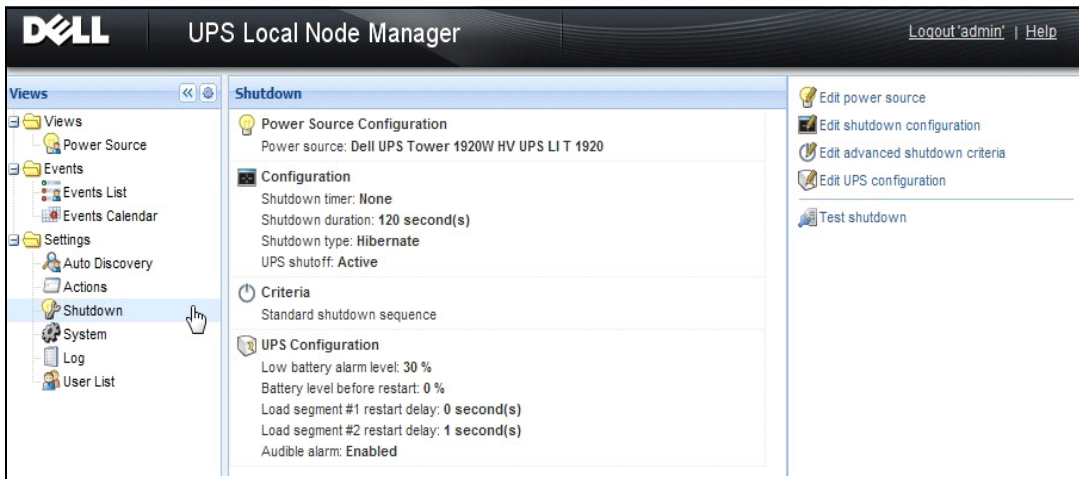 DELL
UPS Local Node Manager
Logout 'admin' | Help
Views
Views
Power Source
Events
Events List
Events Calendar
Settings
Auto Discovery
Actions
Shutdown
System
Log
User List
Shutdown
Power Source Configuration
Power source: Dell UPS Tower 1920W HV UPS LI T 1920
Configuration
Shutdown timer: None
Shutdown duration: 120 second(s)
Shutdown type: Hibernate
UPS shutoff: Active
Criteria
Standard shutdown sequence
UPS Configuration
Low battery alarm level: 30 %
Battery level before restart: 0 %
Load segment #1 restart delay: 0 second(s)
Load segment #2 restart delay: 1 second(s)
Audible alarm: Enabled
Edit power source
Edit shutdown configuration
Edit advanced shutdown criteria
Edit UPS configuration
Test shutdown